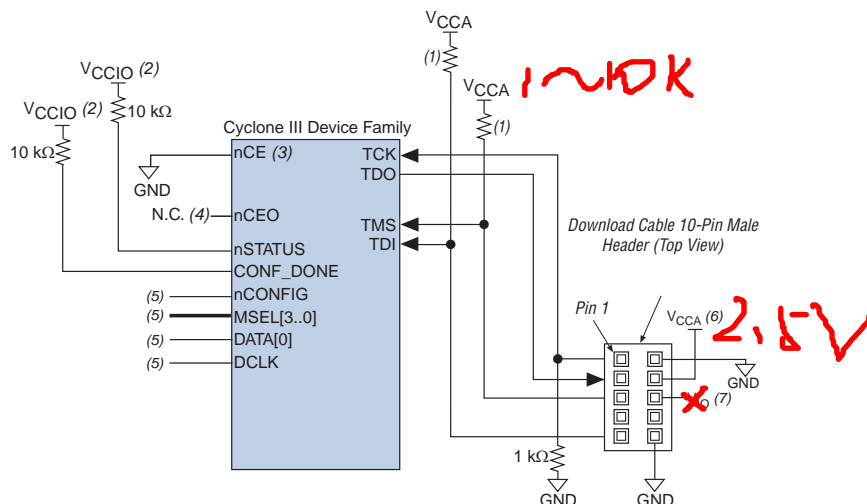 VCCA
(1)
VCCIO (2)
VCCA
1~10K
VCCIO (2)
10 kΩ
(1)
Cyclone III Device Family
10 kΩ
nCE (3)
TCK
GND
TDO
N.C. (4)
nCEO
TMS
Download Cable 10-Pin Male
Header (Top View)
nSTATUS
TDI
CONF_DONE
(5)
nCONFIG
(5)
MSEL[3..0]
Pin 1
VCCA (6)
2.5V
(5)
DATA[0]
(5)
DCLK
GND
(7)
1 kΩ
GND
GND